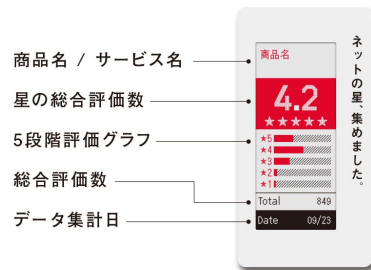 商品名 / サービス名
星の総合評価数
5段階評価グラフ
総合評価数
データ集計日
商品名
4.2
★★★★★
★5
★4
★3
★2
★1
Total 849
Date 09/23
ネットの星、集めました。